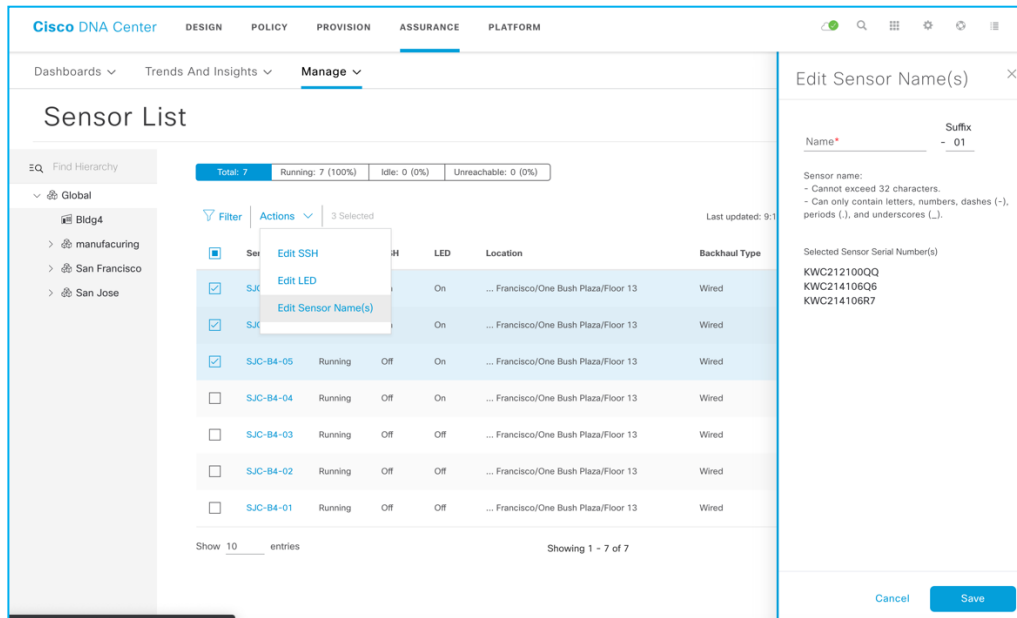 Cisco DNA Center DESIGN POLICY PROVISION ASSURANCE PLATFORM
Dashboards Trends And Insights Manage
Sensor List
Find Hierarchy
Global
Bldg4
manufacuring
San Francisco
San Jose
Total: 7 Running: 7 (100%) Idle: 0 (0%) Unreachable: 0 (0%)
Filter Actions 3 Selected Last updated: 9:1
LED Location Backhaul Type
On ... Francisco/One Bush Plaza/Floor 13 Wired
On ... Francisco/One Bush Plaza/Floor 13 Wired
Edit SSH
Edit LED
Edit Sensor Name(s)
SJC-B4-05 Running Off On ... Francisco/One Bush Plaza/Floor 13 Wired
SJC-B4-04 Running Off On ... Francisco/One Bush Plaza/Floor 13 Wired
SJC-B4-03 Running Off Off ... Francisco/One Bush Plaza/Floor 13 Wired
SJC-B4-02 Running Off Off ... Francisco/One Bush Plaza/Floor 13 Wired
SJC-B4-01 Running Off Off ... Francisco/One Bush Plaza/Floor 13 Wired
Show 10 entries Showing 1 - 7 of 7
Edit Sensor Name(s)
Suffix
Name* - 01
Sensor name:
- Cannot exceed 32 characters.
- Can only contain letters, numbers, dashes (-),
periods (.), and underscores (_).
Selected Sensor Serial Number(s)
KWC212100QQ
KWC214106Q6
KWC214106R7
Cancel Save